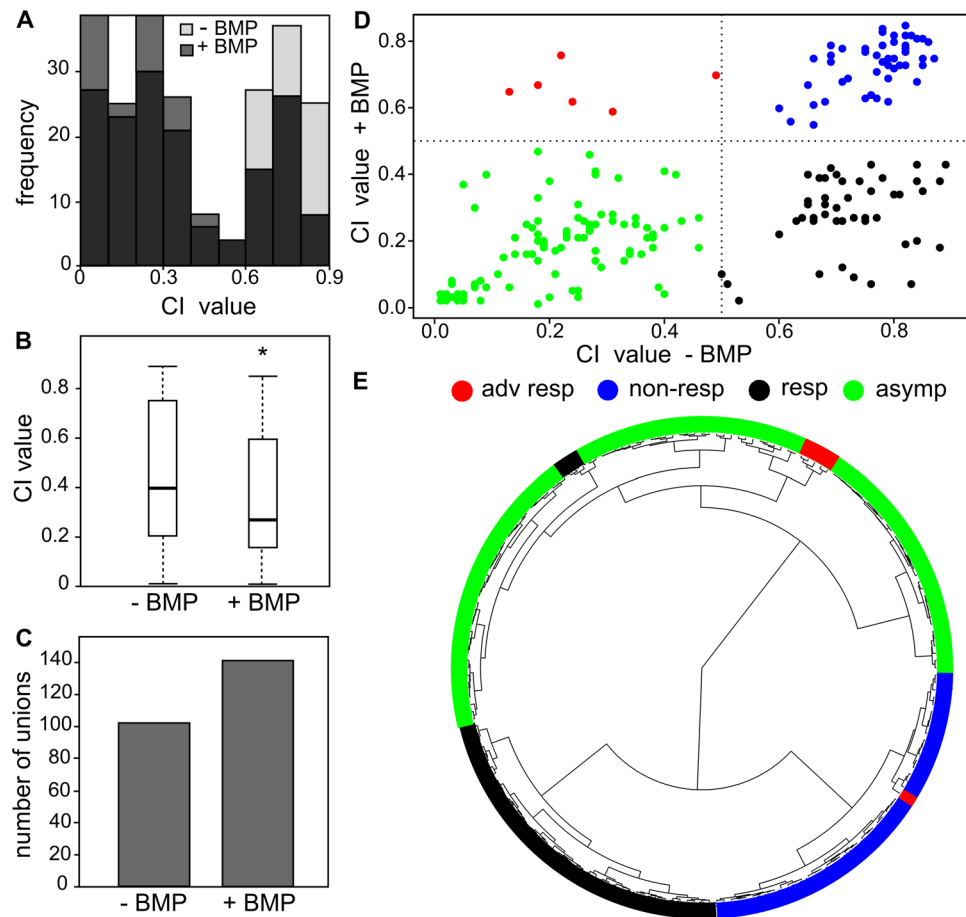 A
- BMP
+ BMP
30
20
10
0
frequency
0
0.3
0.6
0.9
CI value
B
*
0.8
0.6
0.4
0.2
0
CI value
- BMP + BMP
C
140
120
100
80
60
40
20
0
number of unions
- BMP + BMP
D
0.8
0.6
0.4
0.2
0.0
CI value + BMP
0.0 0.2 0.4 0.6 0.8
CI value - BMP
E
adv resp non-resp resp asymp